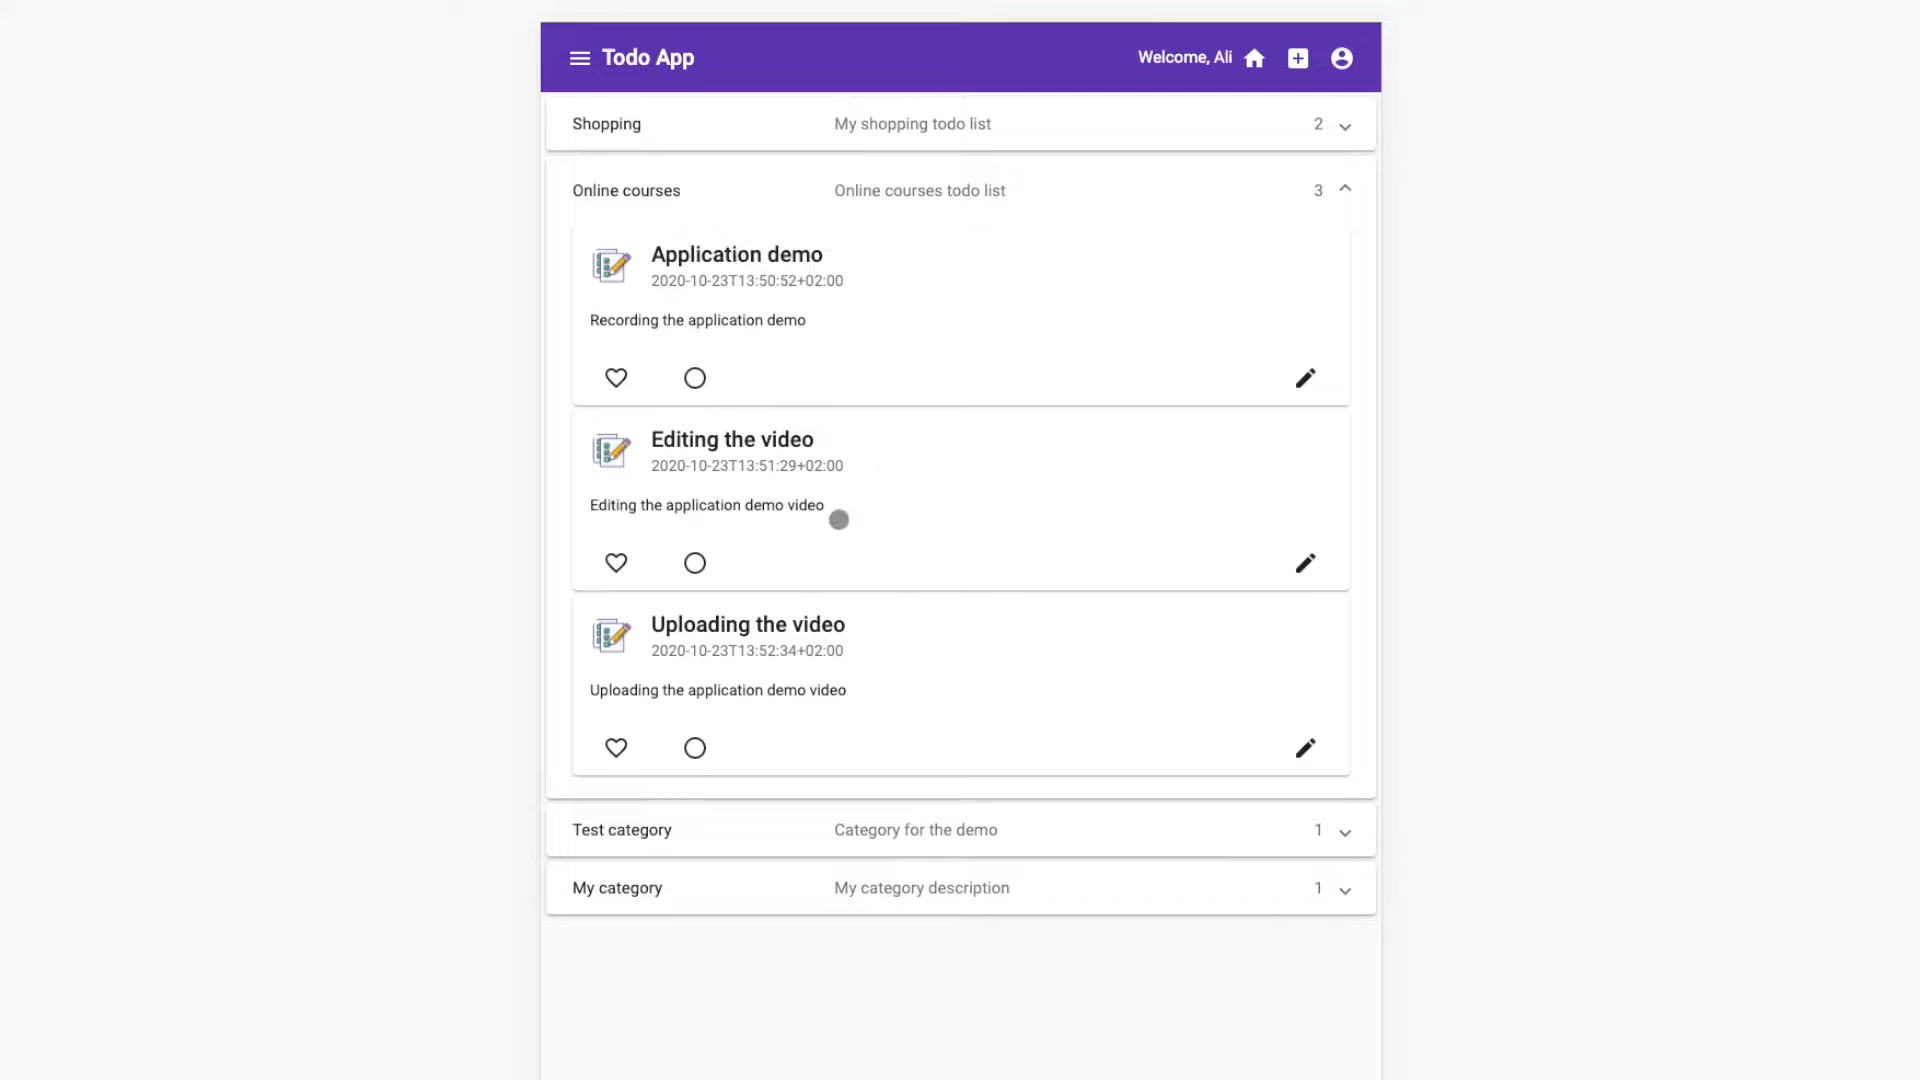 Todo App
Welcome, Ali
Shopping My shopping todo list 2
Online courses Online courses todo list 3
Application demo
2020-10-23T13:50:52+02:00
Recording the application demo
Editing the video
2020-10-23T13:51:29+02:00
Editing the application demo video
Uploading the video
2020-10-23T13:52:34+02:00
Uploading the application demo video
Test category Category for the demo 1
My category My category description 1